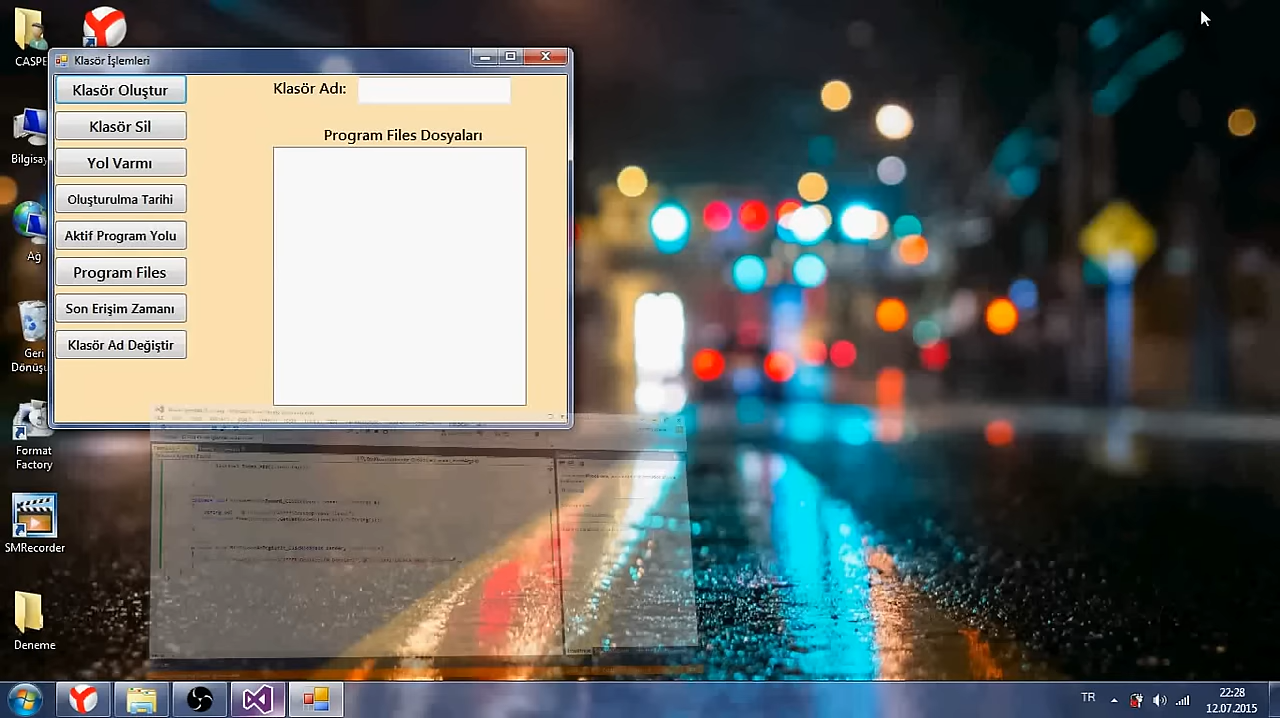 CASPE
Klasör İşlemleri
Klasör Oluştur
Klasör Adı:
Klasör Sil
Program Files Dosyaları
Bilgisay
Yol Varmı
Oluşturulma Tarihi
Aktif Program Yolu
Ağ
Program Files
Son Erişim Zamanı
Klasör Ad Değiştir
Geri
Dönüşü
Format
Factory
SMRecorder
Deneme
TR
22:28
12.07.2015